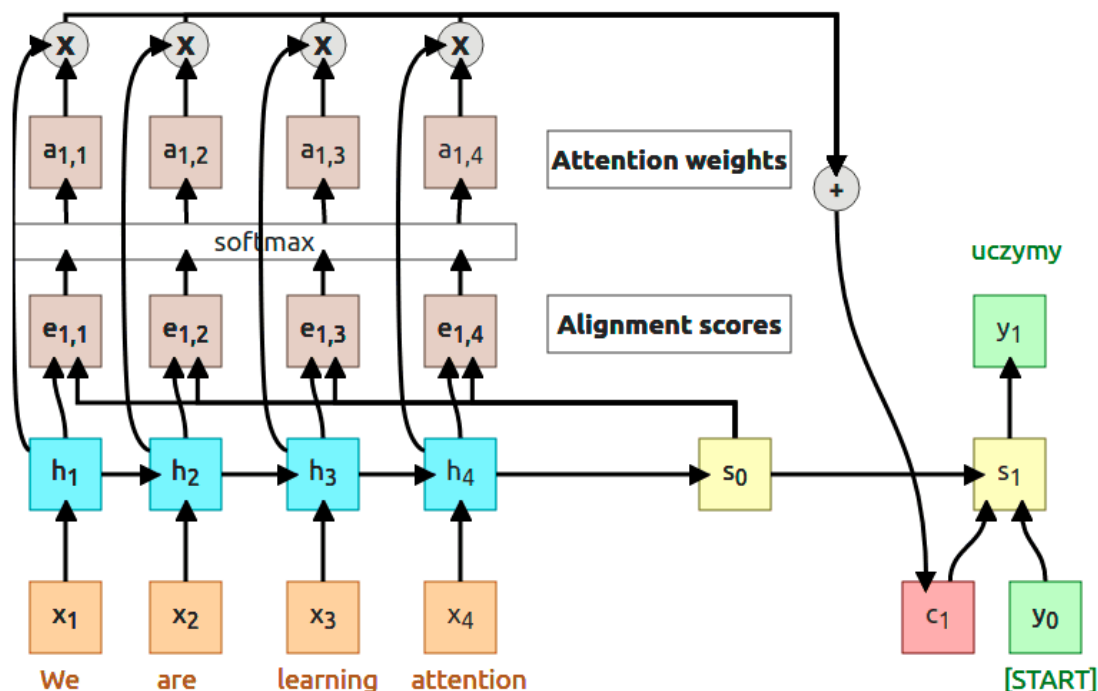 x x x x
a1,1 a1,2 a1,3 a1,4 Attention weights
+
softmax
uczymy
e1,1 e1,2 e1,3 e1,4 Alignment scores y1
h1 h2 h3 h4 s0 s1
x1 x2 x3 x4 c1 y0
We are learning attention [START]